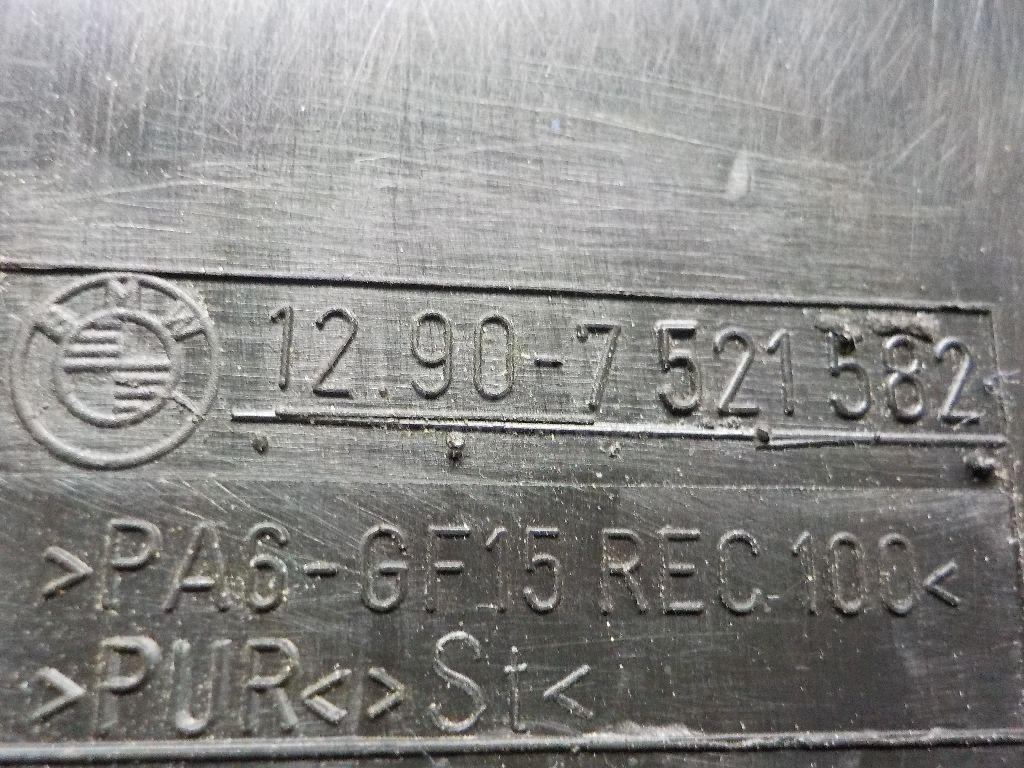 BMW
12.90-7 521 582
>PA6-GF15 REC 100<
>PUR<>St<